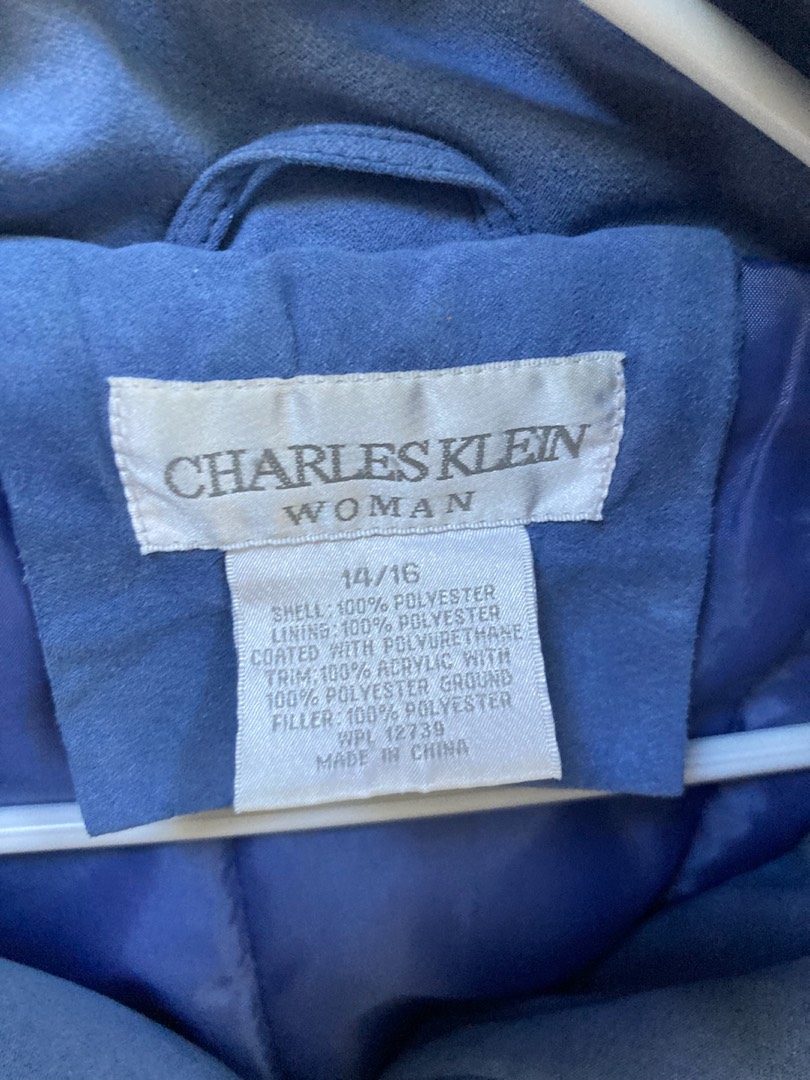 CHARLES KLEIN
WOMAN
14/16
SHELL: 100% POLYESTER
LINING: 100% POLYESTER
COATED WITH POLYURETHANE
TRIM: 100% ACRYLIC WITH
100% POLYESTER GROUND
FILLER: 100% POLYESTER
WPL 12739
MADE IN CHINA